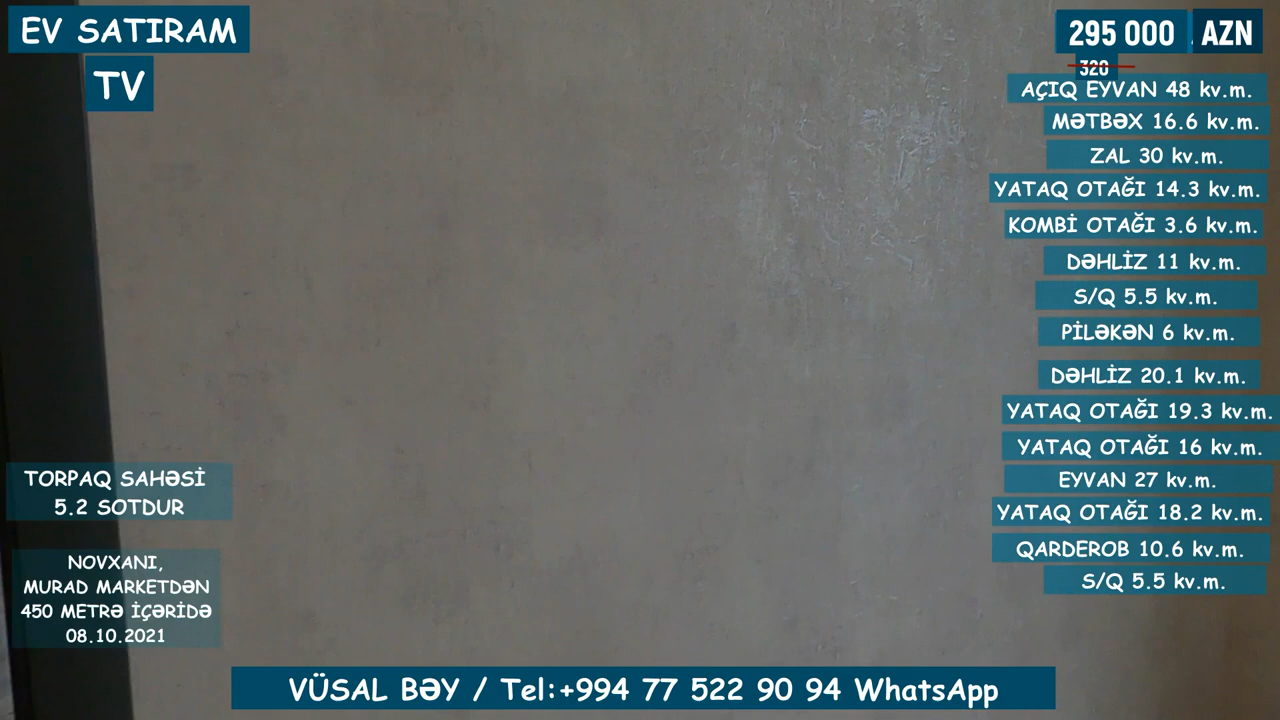 EV SATIRAM
TV
295 000 AZN
320
AÇIQ EYVAN 48 kv.m.
MƏTBƏX 16.6 kv.m.
ZAL 30 kv.m.
YATAQ OTAĞI 14.3 kv.m.
KOMBİ OTAĞI 3.6 kv.m.
DƏHLİZ 11 kv.m.
S/Q 5.5 kv.m.
PİLƏKƏN 6 kv.m.
DƏHLİZ 20.1 kv.m.
YATAQ OTAĞI 19.3 kv.m.
YATAQ OTAĞI 16 kv.m.
EYVAN 27 kv.m.
YATAQ OTAĞI 18.2 kv.m.
QARDEROB 10.6 kv.m.
S/Q 5.5 kv.m.
TORPAQ SAHƏSİ
5.2 SOTDUR
NOVXANI,
MURAD MARKETDƏN
450 METRƏ İÇƏRİDƏ
08.10.2021
VÜSAL BƏY / Tel:+994 77 522 90 94 WhatsApp